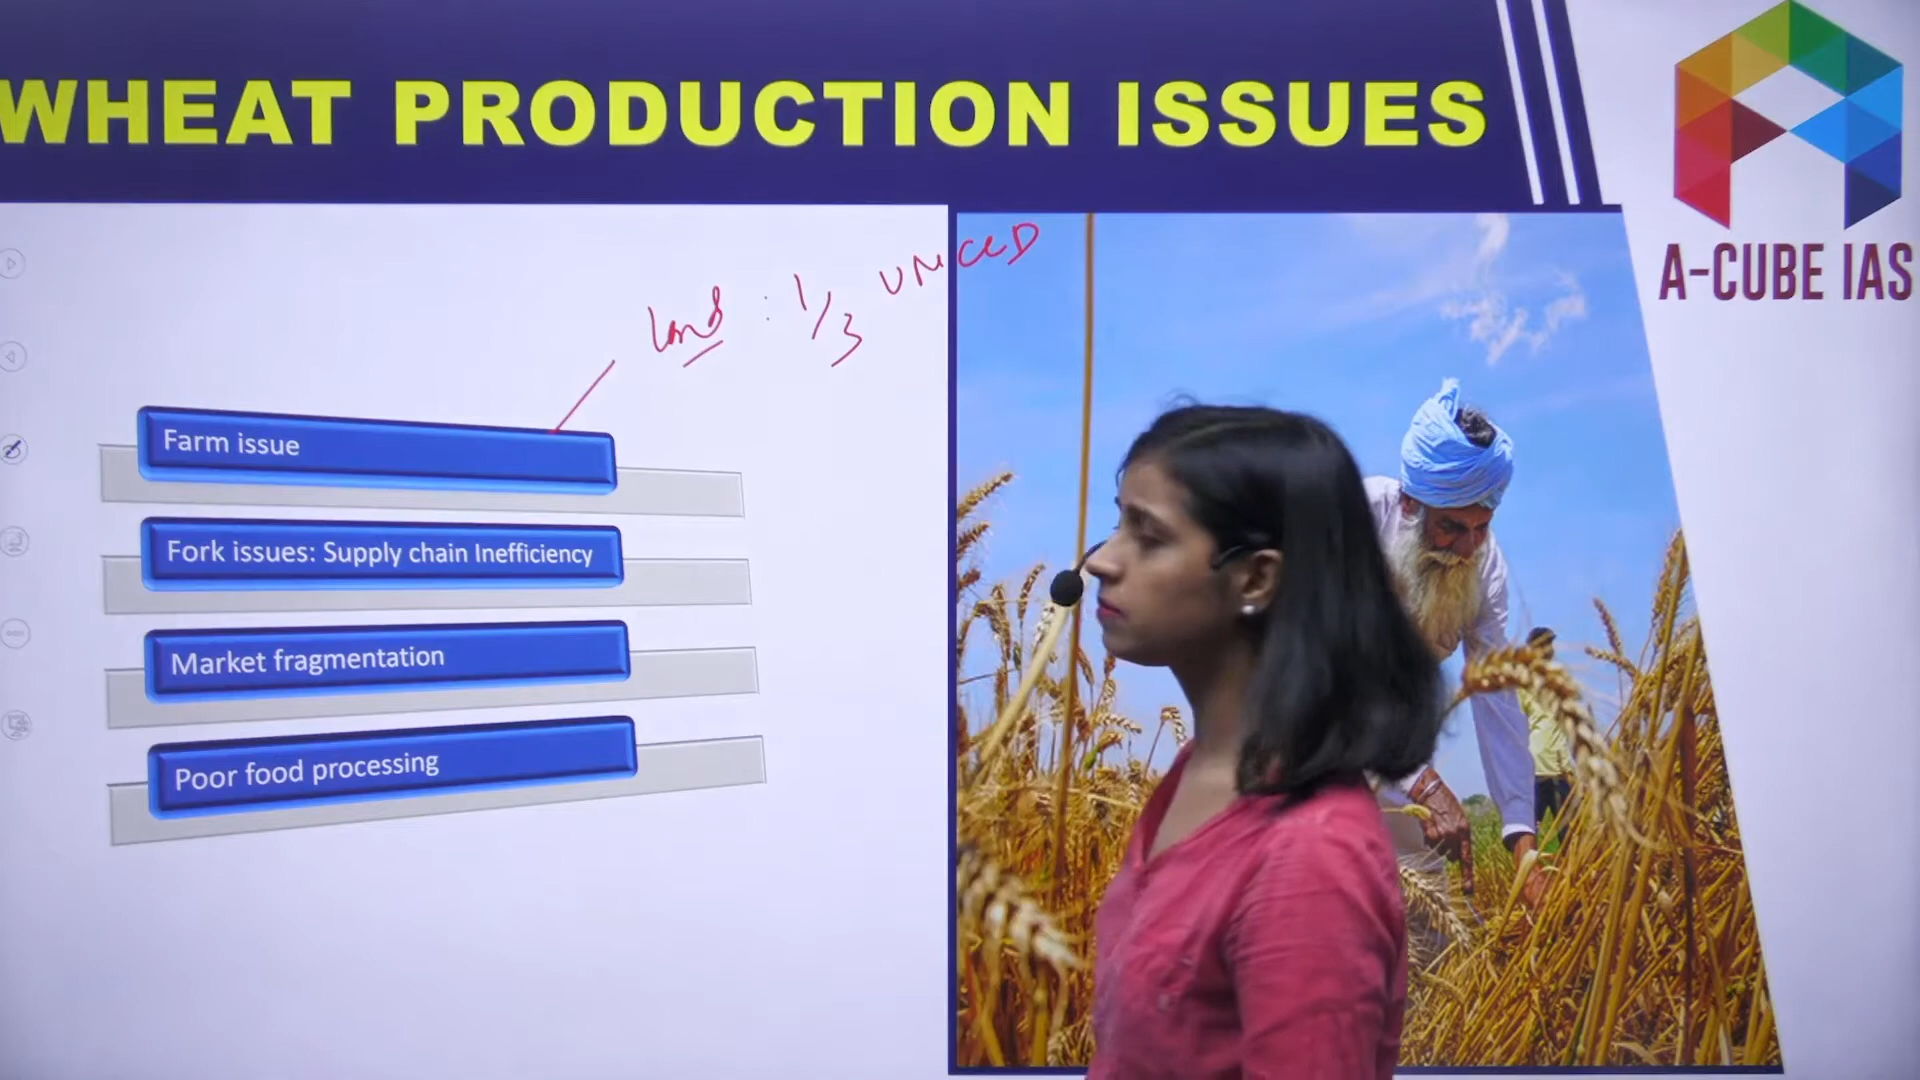 WHEAT PRODUCTION ISSUES
A-CUBE IAS
Land : 1/3 UNCCD
Farm issue
Fork issues: Supply chain Inefficiency
Market fragmentation
Poor food processing